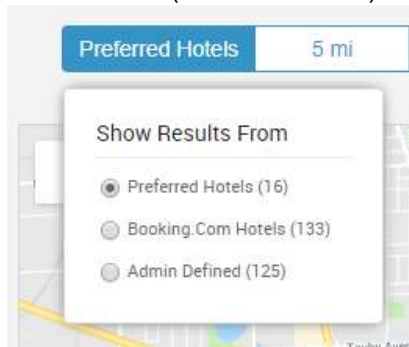 Preferred Hotels 5 mi
Show Results From
Preferred Hotels (16)
Booking.Com Hotels (133)
Admin Defined (125)